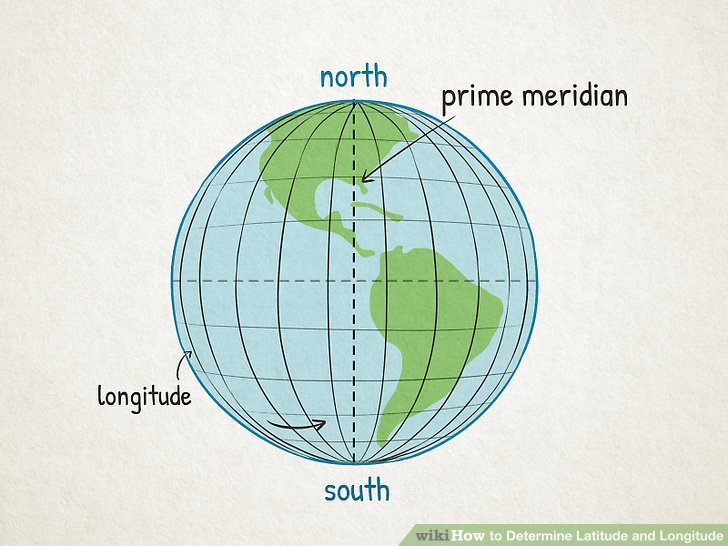 north
prime meridian
longitude
south
wikiHow to Determine Latitude and Longitude